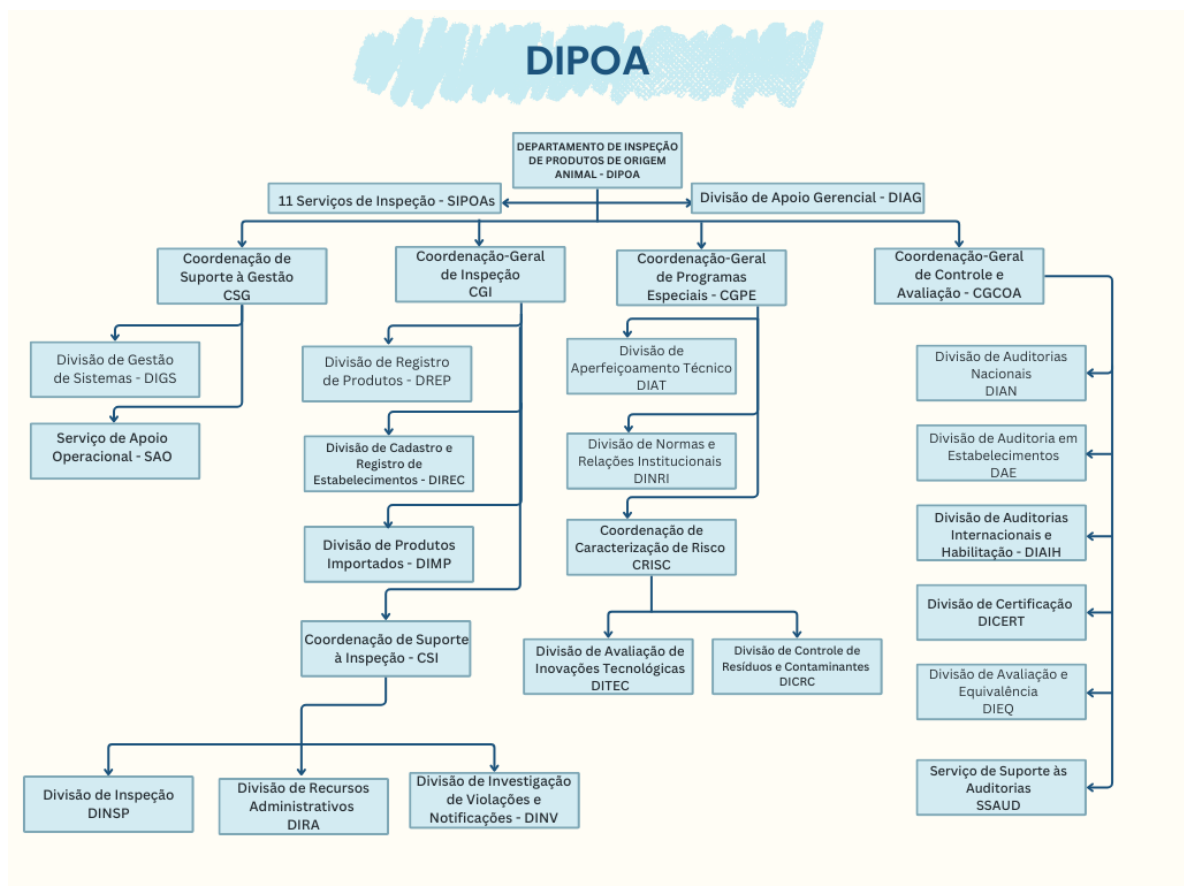 DIPOA
DEPARTAMENTO DE INSPEÇÃO
DE PRODUTOS DE ORIGEM
ANIMAL - DIPOA
11 Serviços de Inspeção - SIPOAs
Divisão de Apoio Gerencial - DIAG
Coordenação de
Suporte à Gestão
CSG
Coordenação-Geral
de Inspeção
CGI
Coordenação-Geral
de Programas
Especiais - CGPE
Coordenação-Geral
de Controle e
Avaliação - CGCOA
Divisão de Gestão
de Sistemas - DIGS
Serviço de Apoio
Operacional - SAO
Divisão de Registro
de Produtos - DREP
Divisão de Cadastro e
Registro de
Estabelecimentos - DIREC
Divisão de Produtos
Importados - DIMP
Coordenação de Suporte
à Inspeção - CSI
Divisão de Inspeção
DINSP
Divisão de Recursos
Administrativos
DIRA
Divisão de Investigação
de Violações e
Notificações - DINV
Divisão de
Aperfeiçoamento Técnico
DIAT
Divisão de Normas e
Relações Institucionais
DINRI
Coordenação de
Caracterização de Risco
CRISC
Divisão de Avaliação de
Inovações Tecnológicas
DITEC
Divisão de Controle de
Resíduos e Contaminantes
DICRC
Divisão de Auditorias
Nacionais
DIAN
Divisão de Auditoria em
Estabelecimentos
DAE
Divisão de Auditorias
Internacionais e
Habilitação - DIAIH
Divisão de Certificação
DICERT
Divisão de Avaliação e
Equivalência
DIEQ
Serviço de Suporte às
Auditorias
SSAUD